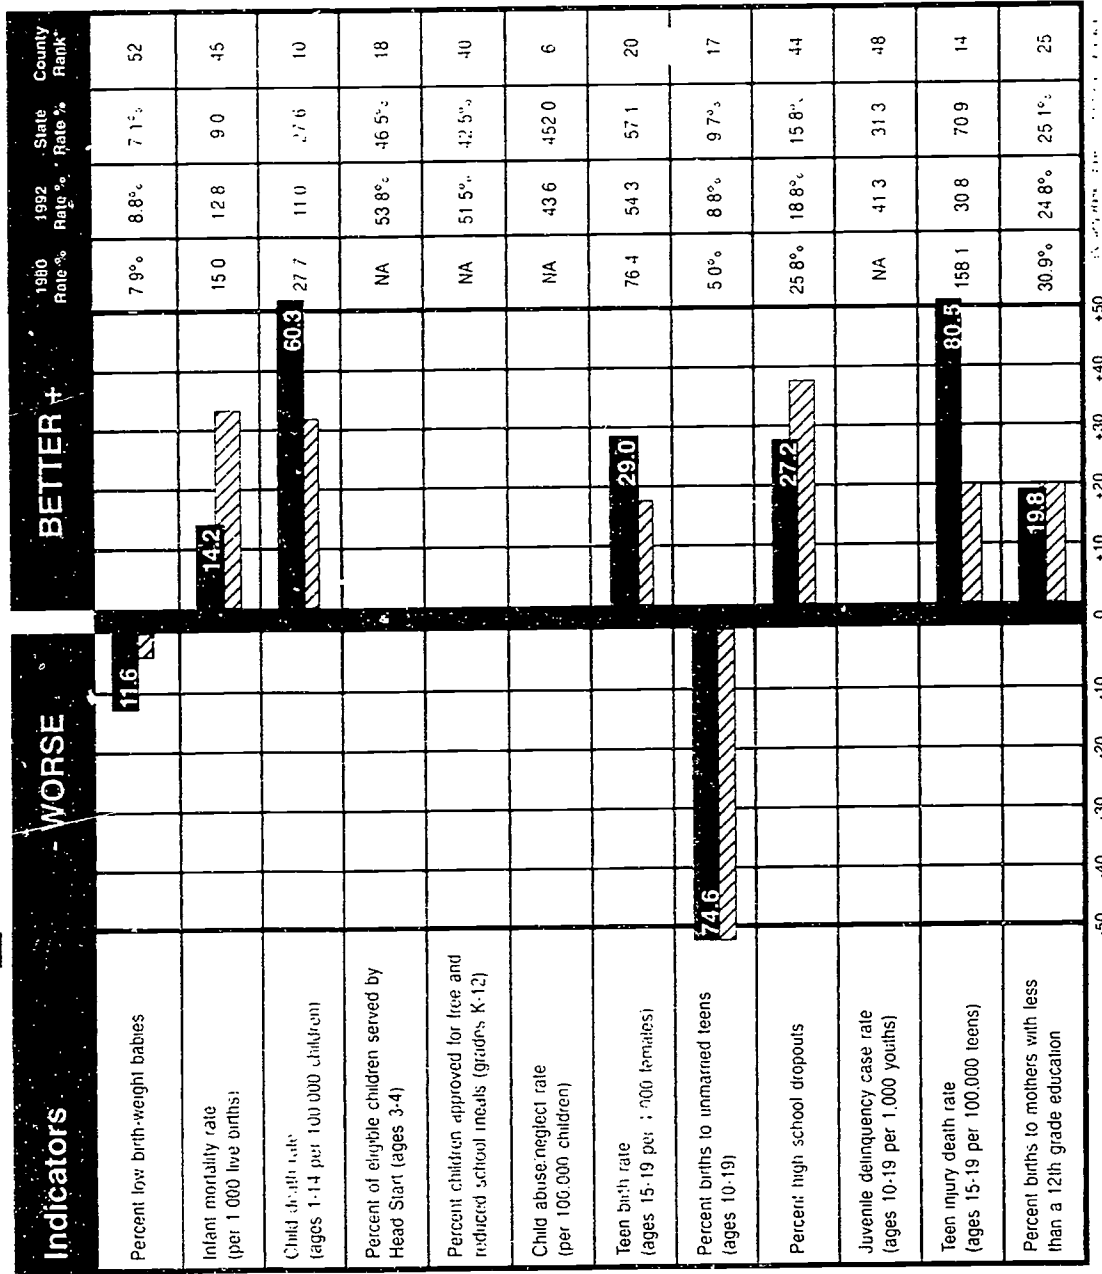 Indicators - WORSE BETTER + 1980 Rate % 1992 Rate % State Rate % County Rank*
Percent low birth-weight babies 11.6 7.9% 8.8% 7.1% 52
Infant mortality rate
(per 1 000 live births) 14.2 15 0 12 8 9 0 45
Child death rate
(ages 1-14 per 100 000 children) 60.3 27 7 11 0 27 6 10
Percent of eligible children served by
Head Start (ages 3-4) NA 53 8% 46 5% 18
Percent children approved for free and
reduced school meals (grades K-12) NA 51 5% 42 5% 40
Child abuse/neglect rate
(per 100,000 children) NA 43 6 452 0 6
Teen birth rate
(ages 15-19 per 1,000 females) 29.0 76 4 54 3 57 1 20
Percent births to unmarried teens
(ages 10-19) 74.6 5 0% 8 8% 9 7% 17
Percent high school dropouts 27.2 25 8% 18 8% 15 8% 44
Juvenile delinquency case rate
(ages 10-19 per 1,000 youths) NA 41 3 31 3 48
Teen injury death rate
(ages 15-19 per 100,000 teens) 80.5 158 1 30 8 70 9 14
Percent births to mothers with less
than a 12th grade education 19.8 30.9% 24 8% 25 1% 25
-50 -40 -30 -20 -10 0 +10 +20 +30 +40 +50